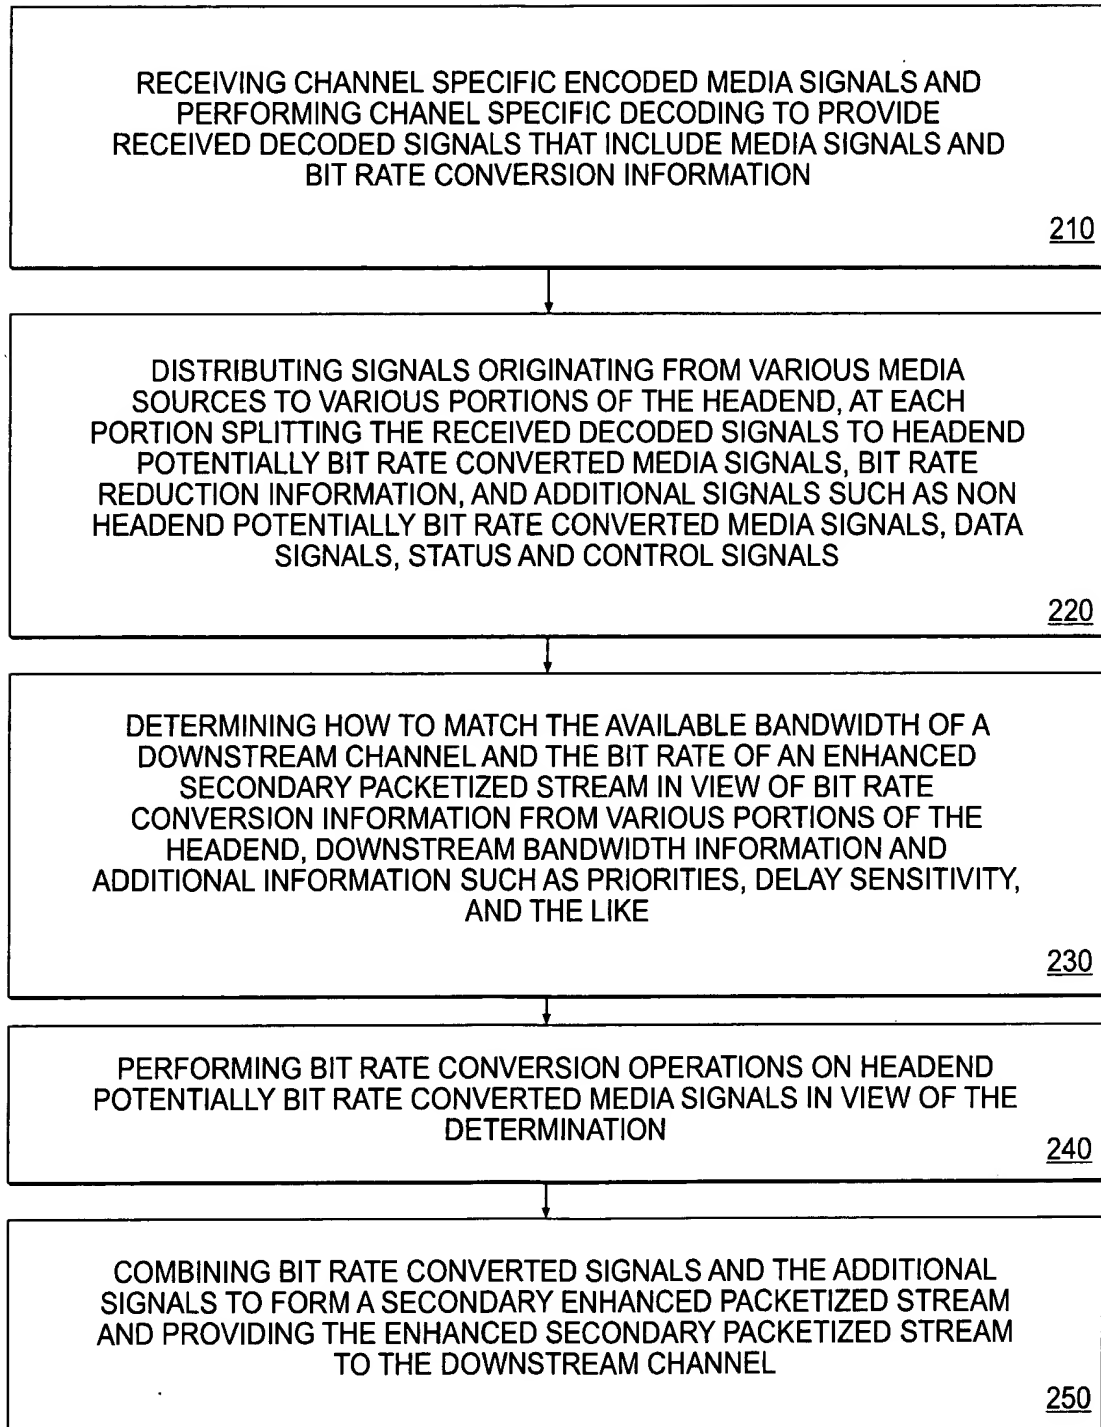 RECEIVING CHANNEL SPECIFIC ENCODED MEDIA SIGNALS AND
PERFORMING CHANEL SPECIFIC DECODING TO PROVIDE
RECEIVED DECODED SIGNALS THAT INCLUDE MEDIA SIGNALS AND
BIT RATE CONVERSION INFORMATION
210
DISTRIBUTING SIGNALS ORIGINATING FROM VARIOUS MEDIA
SOURCES TO VARIOUS PORTIONS OF THE HEADEND, AT EACH
PORTION SPLITTING THE RECEIVED DECODED SIGNALS TO HEADEND
POTENTIALLY BIT RATE CONVERTED MEDIA SIGNALS, BIT RATE
REDUCTION INFORMATION, AND ADDITIONAL SIGNALS SUCH AS NON
HEADEND POTENTIALLY BIT RATE CONVERTED MEDIA SIGNALS, DATA
SIGNALS, STATUS AND CONTROL SIGNALS
220
DETERMINING HOW TO MATCH THE AVAILABLE BANDWIDTH OF A
DOWNSTREAM CHANNEL AND THE BIT RATE OF AN ENHANCED
SECONDARY PACKETIZED STREAM IN VIEW OF BIT RATE
CONVERSION INFORMATION FROM VARIOUS PORTIONS OF THE
HEADEND, DOWNSTREAM BANDWIDTH INFORMATION AND
ADDITIONAL INFORMATION SUCH AS PRIORITIES, DELAY SENSITIVITY,
AND THE LIKE
230
PERFORMING BIT RATE CONVERSION OPERATIONS ON HEADEND
POTENTIALLY BIT RATE CONVERTED MEDIA SIGNALS IN VIEW OF THE
DETERMINATION
240
COMBINING BIT RATE CONVERTED SIGNALS AND THE ADDITIONAL
SIGNALS TO FORM A SECONDARY ENHANCED PACKETIZED STREAM
AND PROVIDING THE ENHANCED SECONDARY PACKETIZED STREAM
TO THE DOWNSTREAM CHANNEL
250